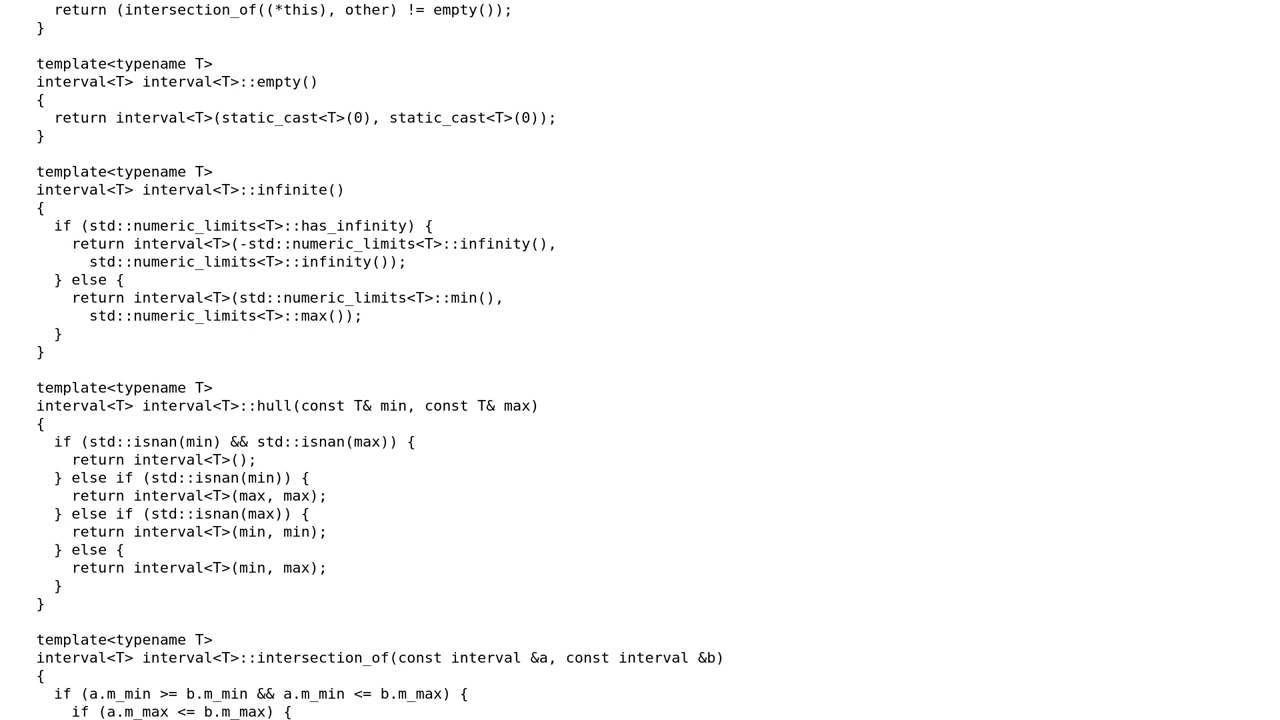 return (intersection_of((*this), other) != empty());
}

template<typename T>
interval<T> interval<T>::empty()
{
  return interval<T>(static_cast<T>(0), static_cast<T>(0));
}

template<typename T>
interval<T> interval<T>::infinite()
{
  if (std::numeric_limits<T>::has_infinity) {
    return interval<T>(-std::numeric_limits<T>::infinity(),
      std::numeric_limits<T>::infinity());
  } else {
    return interval<T>(std::numeric_limits<T>::min(),
      std::numeric_limits<T>::max());
  }
}

template<typename T>
interval<T> interval<T>::hull(const T& min, const T& max)
{
  if (std::isnan(min) && std::isnan(max)) {
    return interval<T>();
  } else if (std::isnan(min)) {
    return interval<T>(max, max);
  } else if (std::isnan(max)) {
    return interval<T>(min, min);
  } else {
    return interval<T>(min, max);
  }
}

template<typename T>
interval<T> interval<T>::intersection_of(const interval &a, const interval &b)
{
  if (a.m_min >= b.m_min && a.m_min <= b.m_max) {
    if (a.m_max <= b.m_max) {